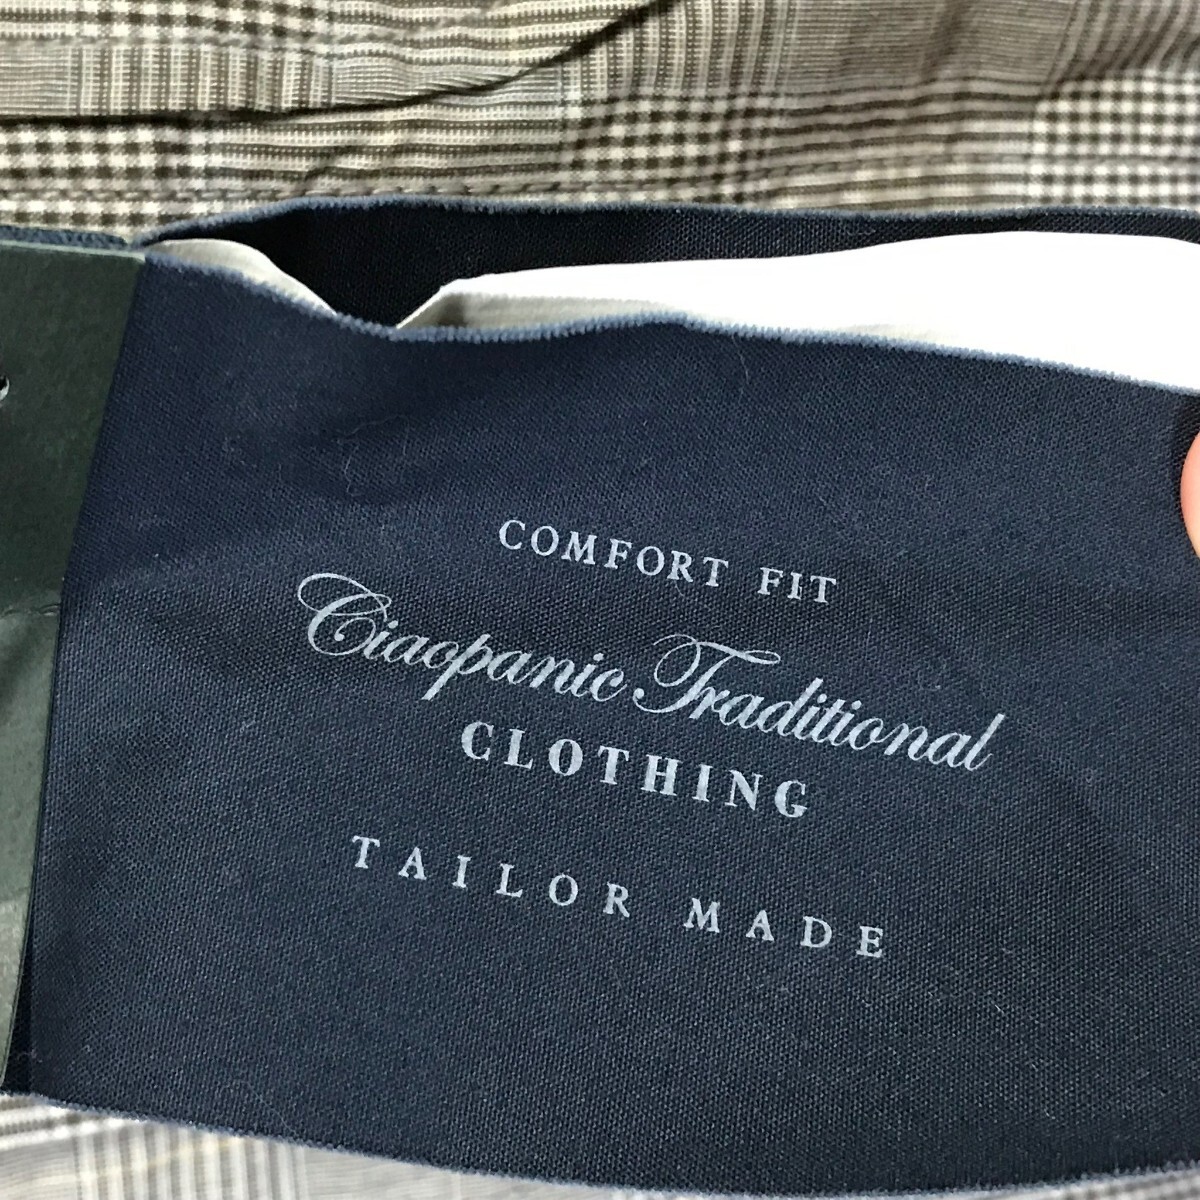 COMFORT FIT
Ciaopanic Traditional
CLOTHING
TAILOR MADE